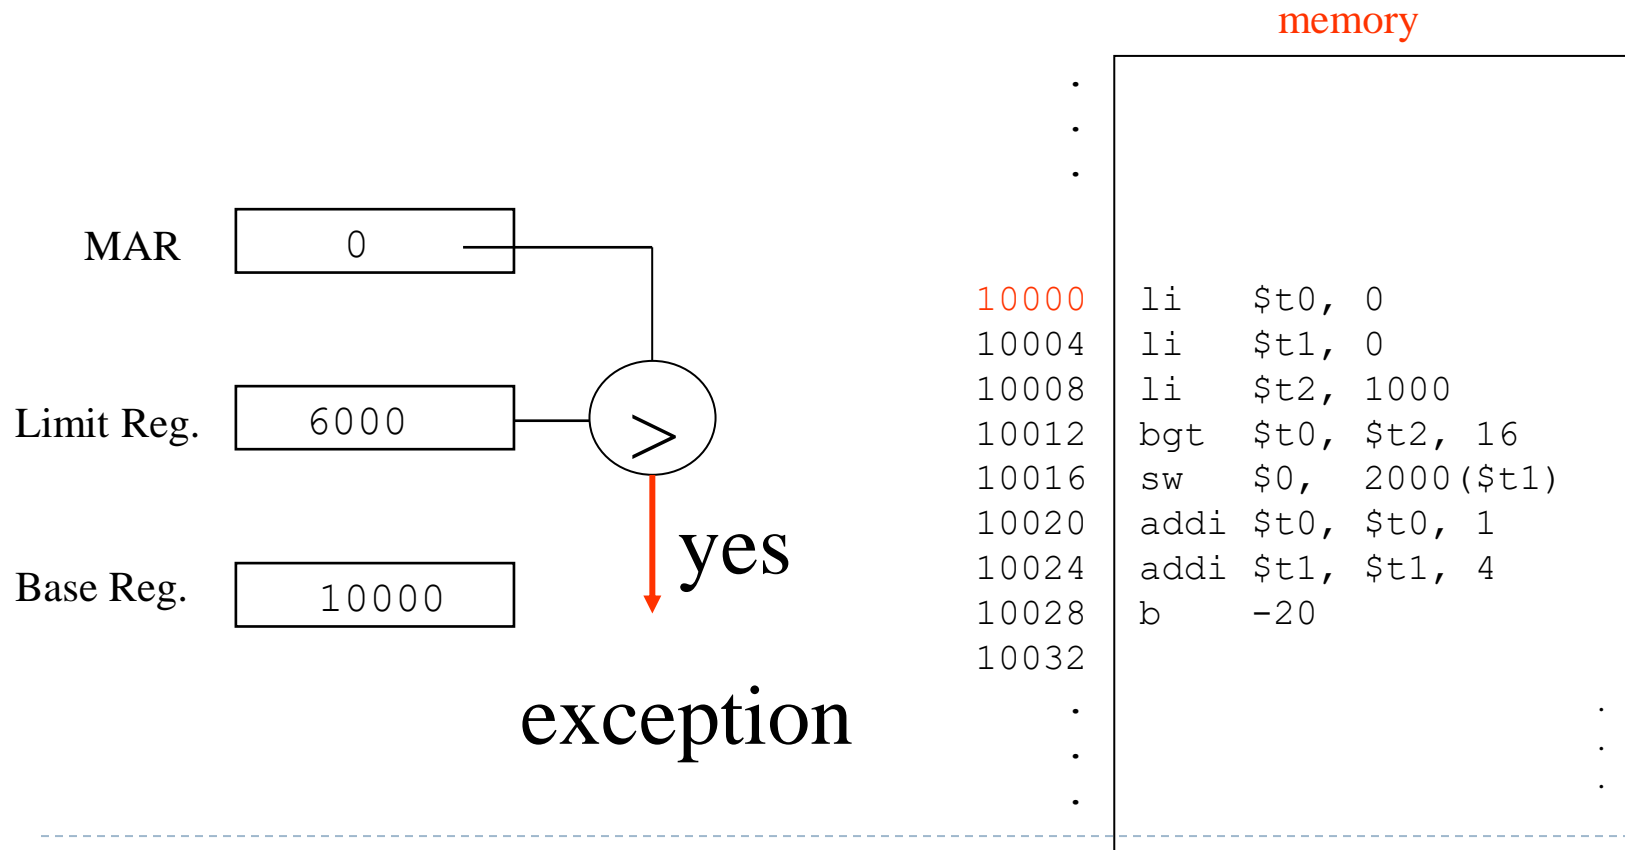 memory
.
.
.
MAR 0
Limit Reg. 6000
>
Base Reg. 10000
yes
exception
10000 li $t0, 0
10004 li $t1, 0
10008 li $t2, 1000
10012 bgt $t0, $t2, 16
10016 sw $0, 2000($t1)
10020 addi $t0, $t0, 1
10024 addi $t1, $t1, 4
10028 b -20
10032
. .
. .
. .